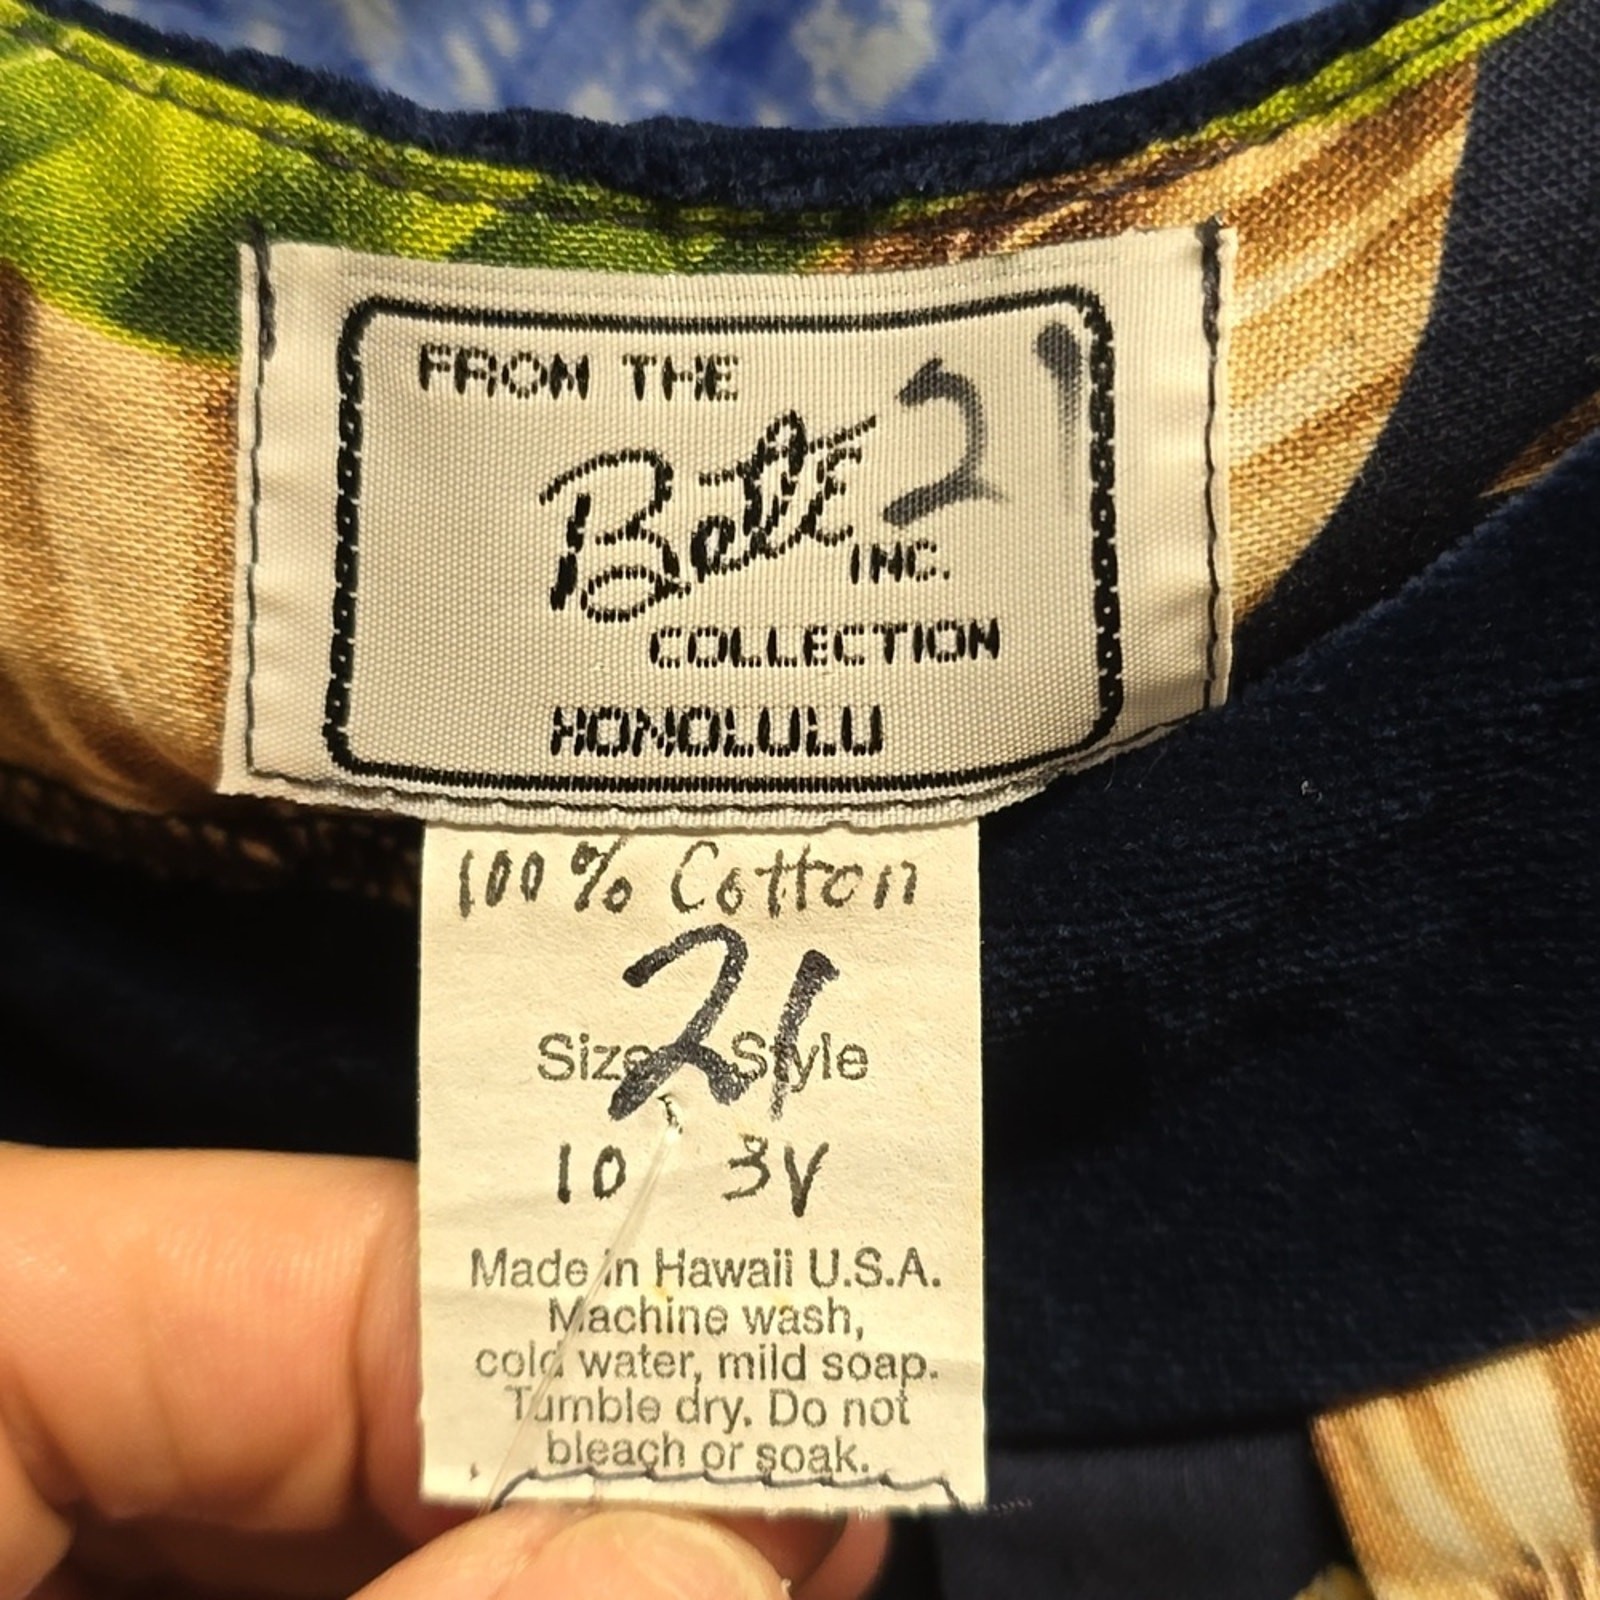 FROM THE
Bete 21
INC.
COLLECTION
HONOLULU
100% Cotton
21
Size Style
10 3V
Made in Hawaii U.S.A.
Machine wash,
cold water, mild soap.
Tumble dry. Do not
bleach or soak.